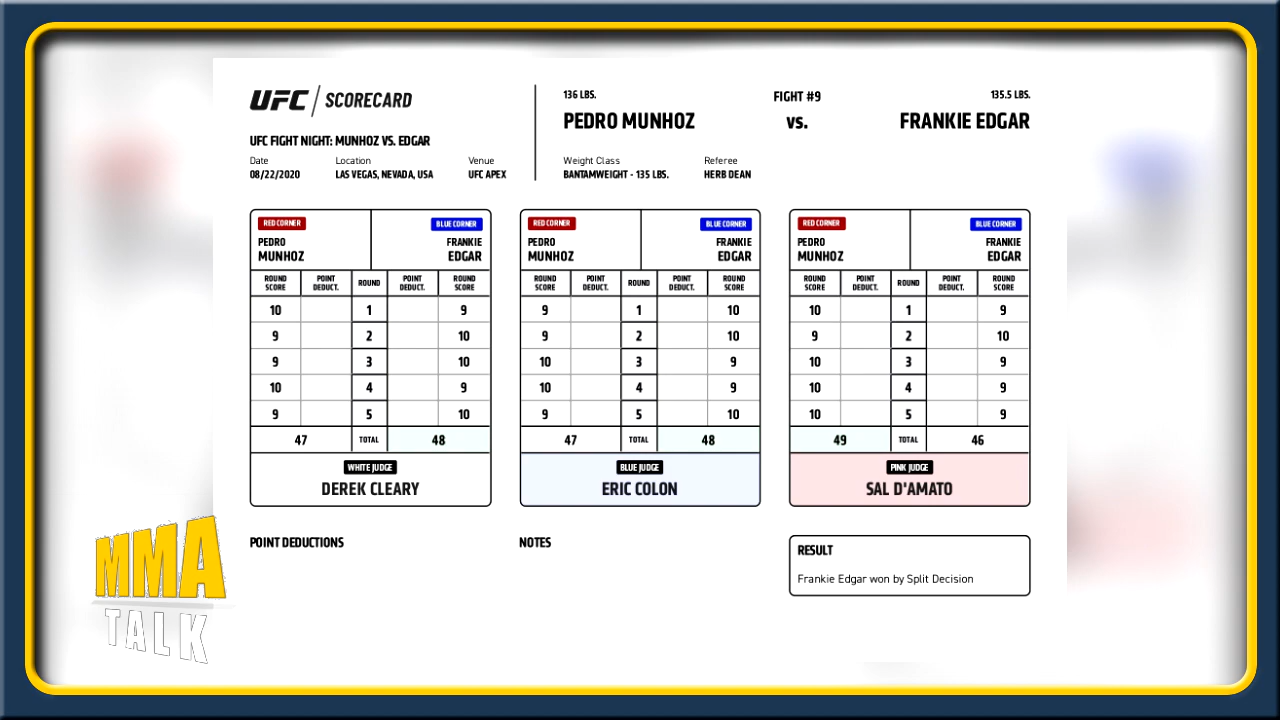 UFC / SCORECARD
UFC FIGHT NIGHT: MUNHOZ VS. EDGAR
Date Location Venue
08/22/2020 LAS VEGAS, NEVADA, USA UFC APEX
136 LBS. FIGHT #9 135.5 LBS.
PEDRO MUNHOZ VS. FRANKIE EDGAR
Weight Class Referee
BANTAMWEIGHT - 135 LBS. HERB DEAN
RED CORNER BLUE CORNER
PEDRO FRANKIE
MUNHOZ EDGAR
ROUND SCORE POINT DEDUCT. ROUND POINT DEDUCT. ROUND SCORE
10 1 9
9 2 10
9 3 10
10 4 9
9 5 10
47 TOTAL 48
WHITE JUDGE
DEREK CLEARY
RED CORNER BLUE CORNER
PEDRO FRANKIE
MUNHOZ EDGAR
ROUND SCORE POINT DEDUCT. ROUND POINT DEDUCT. ROUND SCORE
9 1 10
9 2 10
10 3 9
10 4 9
9 5 10
47 TOTAL 48
BLUE JUDGE
ERIC COLON
RED CORNER BLUE CORNER
PEDRO FRANKIE
MUNHOZ EDGAR
ROUND SCORE POINT DEDUCT. ROUND POINT DEDUCT. ROUND SCORE
10 1 9
9 2 10
10 3 9
10 4 9
10 5 9
49 TOTAL 46
PINK JUDGE
SAL D'AMATO
POINT DEDUCTIONS
NOTES
RESULT
Frankie Edgar won by Split Decision
MMA
TALK